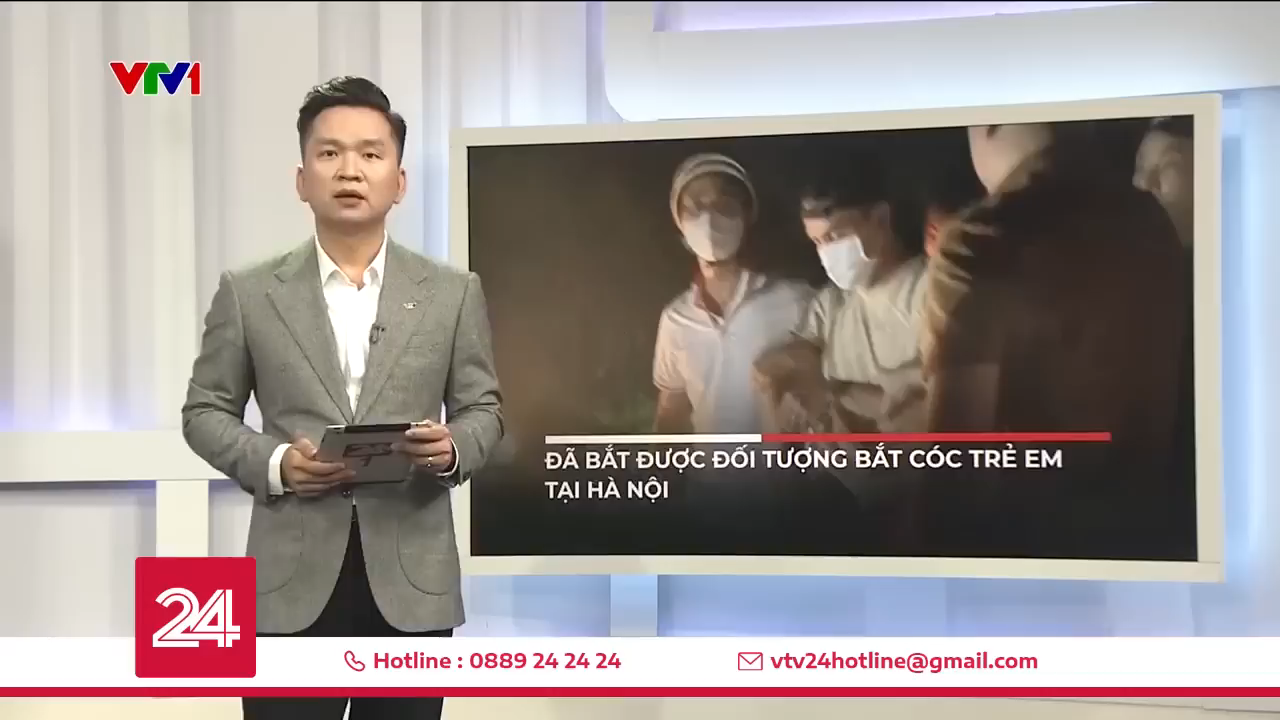 VTV1
ĐÃ BẮT ĐƯỢC ĐỐI TƯỢNG BẮT CÓC TRẺ EM
TẠI HÀ NỘI
24
Hotline : 0889 24 24 24
vtv24hotline@gmail.com